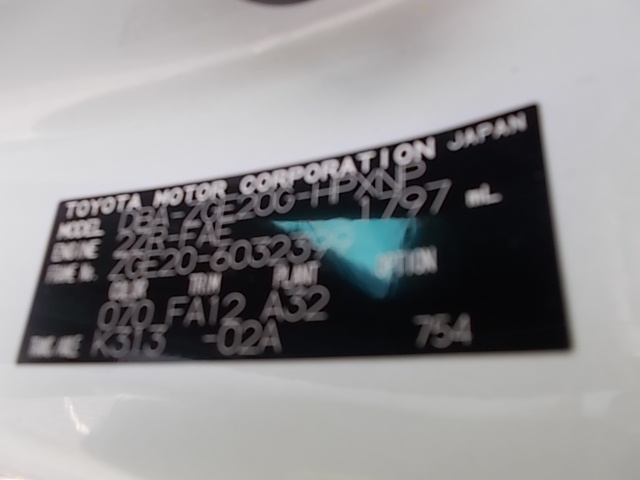 TOYOTA MOTOR CORPORATION JAPAN
MODEL DBA-ZGE20G-HPXNP
ENGINE 2ZR-FAE 1797 mL
FRAME No. ZGE20-60323
COLOR TRIM PLANT OPTION
070 FA12 A32
K313 -02A 754